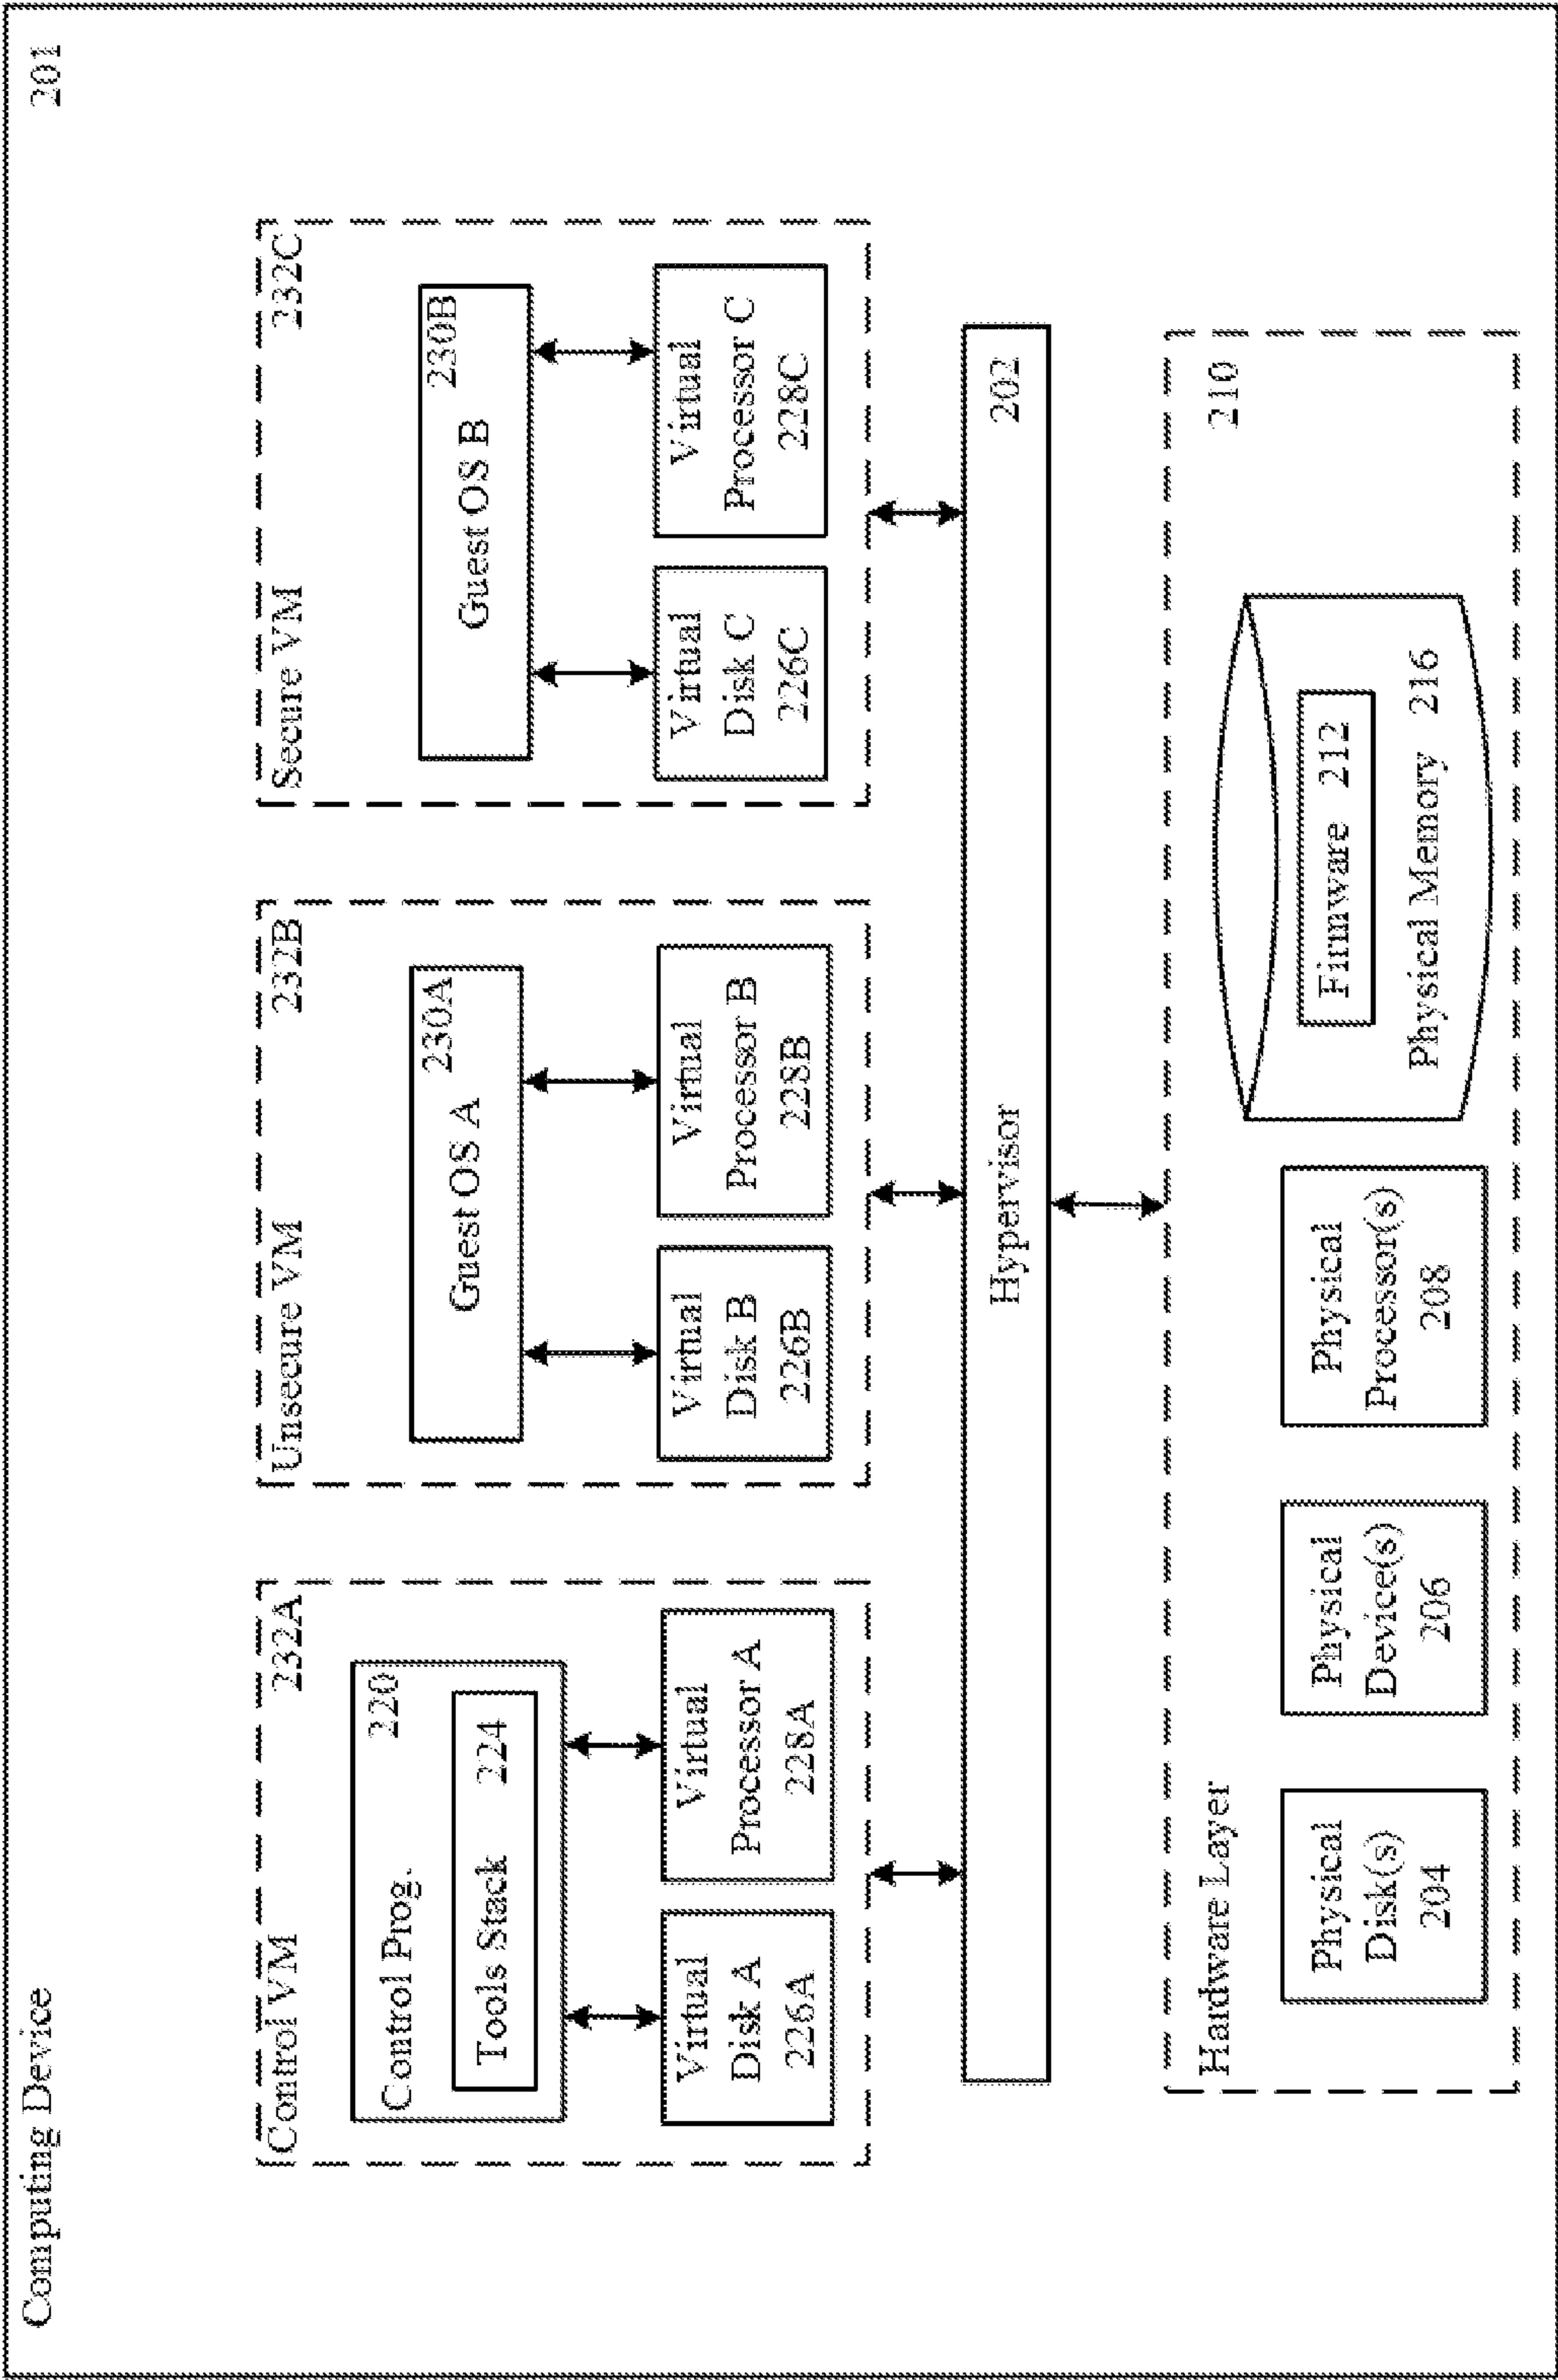 Computing Device
201
Control VM
232A
Control Prog.
220
Tools Stack 224
Virtual
Disk A
226A
Virtual
Processor A
228A
Unsecure VM
232B
230A
Guest OS A
Virtual
Disk B
226B
Virtual
Processor B
228B
Secure VM
232C
230B
Guest OS B
Virtual
Disk C
226C
Virtual
Processor C
228C
Hypervisor
202
Hardware Layer
210
Physical
Disk(s)
204
Physical
Device(s)
206
Physical
Processor(s)
208
Firmware 212
Physical Memory 216